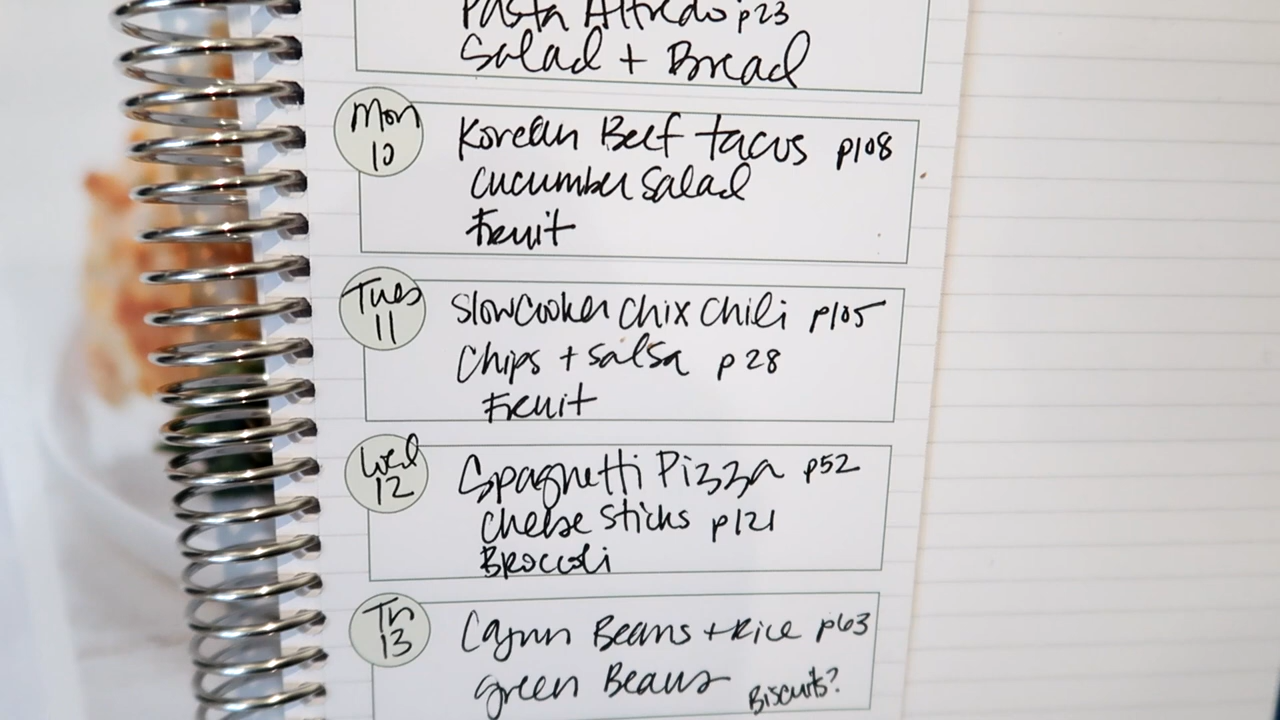 Pasta Alfredo p23
Salad + Bread
Mon
10
Korean Beef tacos p108
cucumber salad
Fruit
Tues
11
Slow Cooker Chix Chili p105
Chips + salsa p28
Fruit
Wed
12
Spaghetti Pizza p52
cheese sticks p121
Broccoli
Th
13
Cajun Beans + Rice p63
green Beans Biscuits?